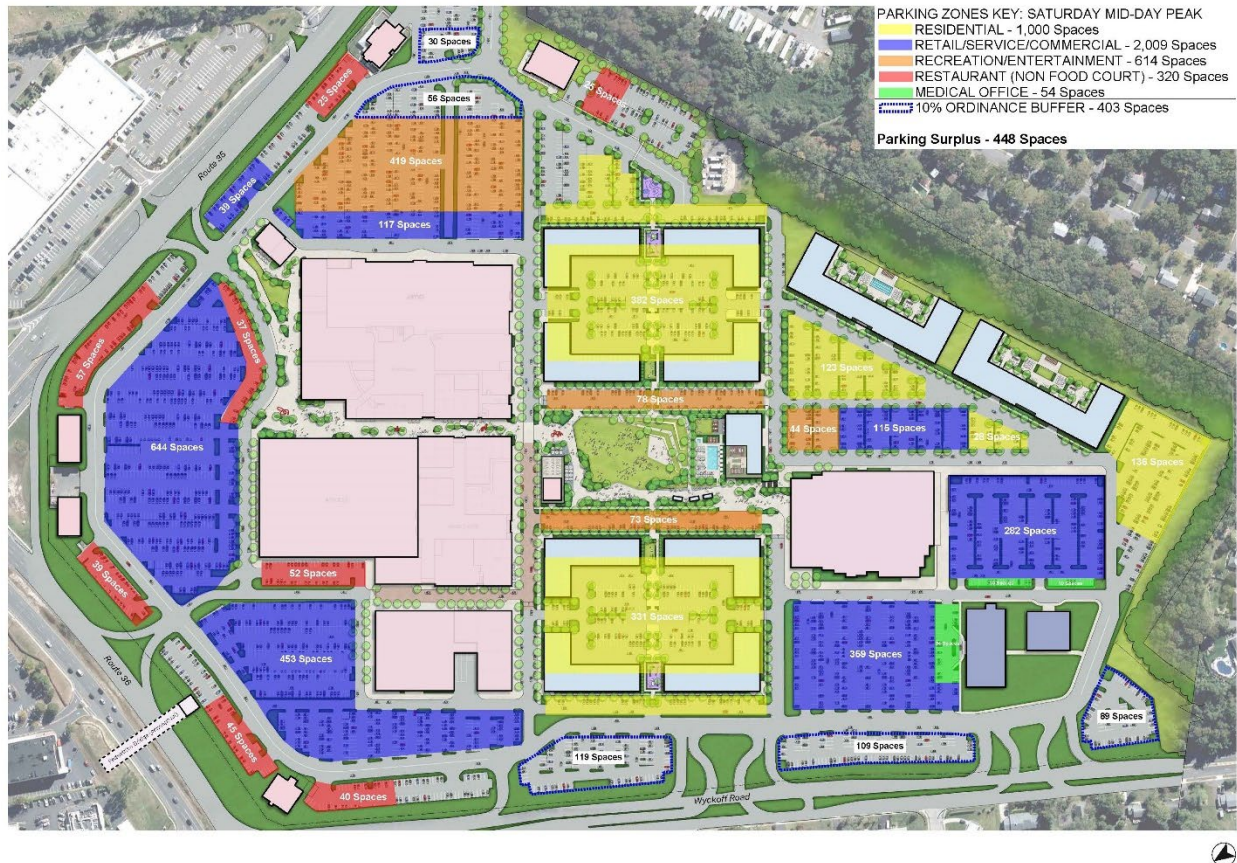 PARKING ZONES KEY: SATURDAY MID-DAY PEAK
RESIDENTIAL - 1,000 Spaces
RETAIL/SERVICE/COMMERCIAL - 2,009 Spaces
RECREATION/ENTERTAINMENT - 614 Spaces
RESTAURANT (NON FOOD COURT) - 320 Spaces
MEDICAL OFFICE - 54 Spaces
10% ORDINANCE BUFFER - 403 Spaces
Parking Surplus - 448 Spaces
30 Spaces
25 Spaces
25 Spaces
56 Spaces
Route 35
419 Spaces
39 Spaces
117 Spaces
382 Spaces
37 Spaces
57 Spaces
123 Spaces
78 Spaces
44 Spaces
115 Spaces
28 Spaces
644 Spaces
136 Spaces
73 Spaces
282 Spaces
52 Spaces
39 Spaces
331 Spaces
453 Spaces
359 Spaces
Route 36
45 Spaces
89 Spaces
119 Spaces
109 Spaces
40 Spaces
Wyckoff Road